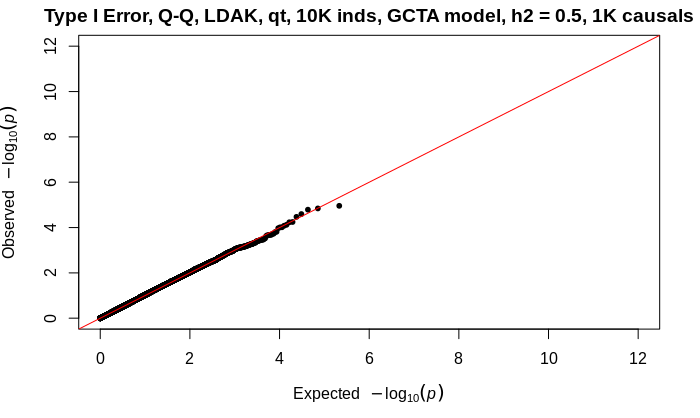 Type I Error, Q-Q, LDAK, qt, 10K inds, GCTA model, h2 = 0.5, 1K causals
12
10
8
6
4
2
0
Observed −log10(p)
0 2 4 6 8 10 12
Expected −log10(p)